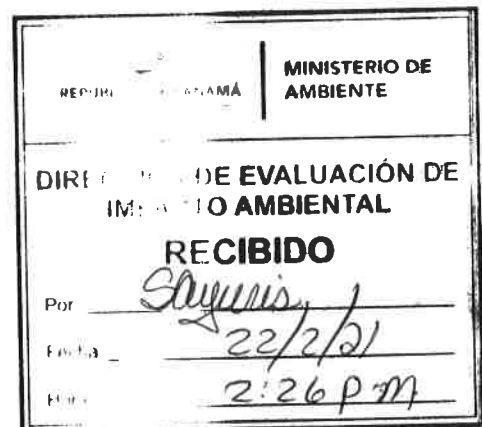 MINISTERIO DE
AMBIENTE
DE EVALUACIÓN DE
AMBIENTAL
RECIBIDO
Por Sayuris
22/2/21
2:26 pm